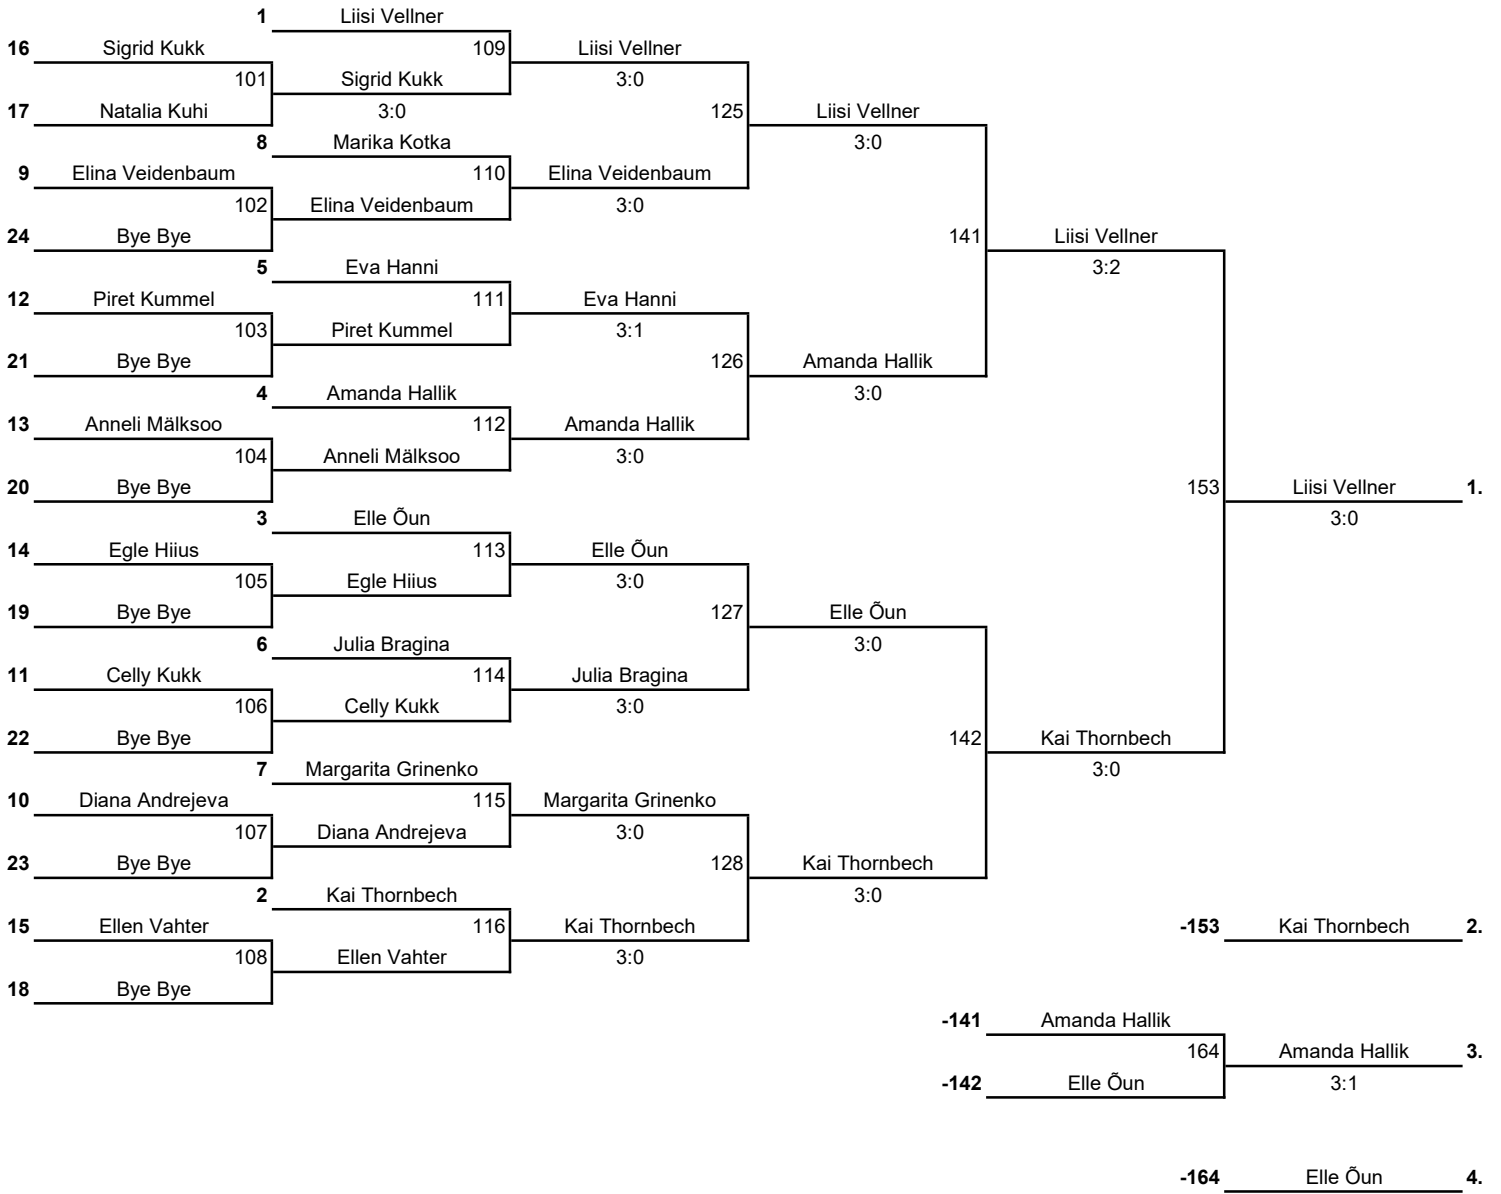 1 Liisi Vellner
16 Sigrid Kukk 109 Liisi Vellner
101 Sigrid Kukk 3:0
17 Natalia Kuhi 3:0 125 Liisi Vellner
8 Marika Kotka 3:0
9 Elina Veidenbaum 110 Elina Veidenbaum
102 Elina Veidenbaum 3:0
24 Bye Bye 141 Liisi Vellner
5 Eva Hanni 3:2
12 Piret Kummel 111 Eva Hanni
103 Piret Kummel 3:1
21 Bye Bye 126 Amanda Hallik
4 Amanda Hallik 3:0
13 Anneli Mälksoo 112 Amanda Hallik
104 Anneli Mälksoo 3:0
20 Bye Bye 153 Liisi Vellner 1.
3 Elle Õun 3:0
14 Egle Hiius 113 Elle Õun
105 Egle Hiius 3:0
19 Bye Bye 127 Elle Õun
6 Julia Bragina 3:0
11 Celly Kukk 114 Julia Bragina
106 Celly Kukk 3:0
22 Bye Bye 142 Kai Thornbech
7 Margarita Grinenko 3:0
10 Diana Andrejeva 115 Margarita Grinenko
107 Diana Andrejeva 3:0
23 Bye Bye 128 Kai Thornbech
2 Kai Thornbech 3:0
15 Ellen Vahter 116 Kai Thornbech -153 Kai Thornbech 2.
108 Ellen Vahter 3:0
18 Bye Bye
-141 Amanda Hallik
164 Amanda Hallik 3.
-142 Elle Õun 3:1
-164 Elle Õun 4.